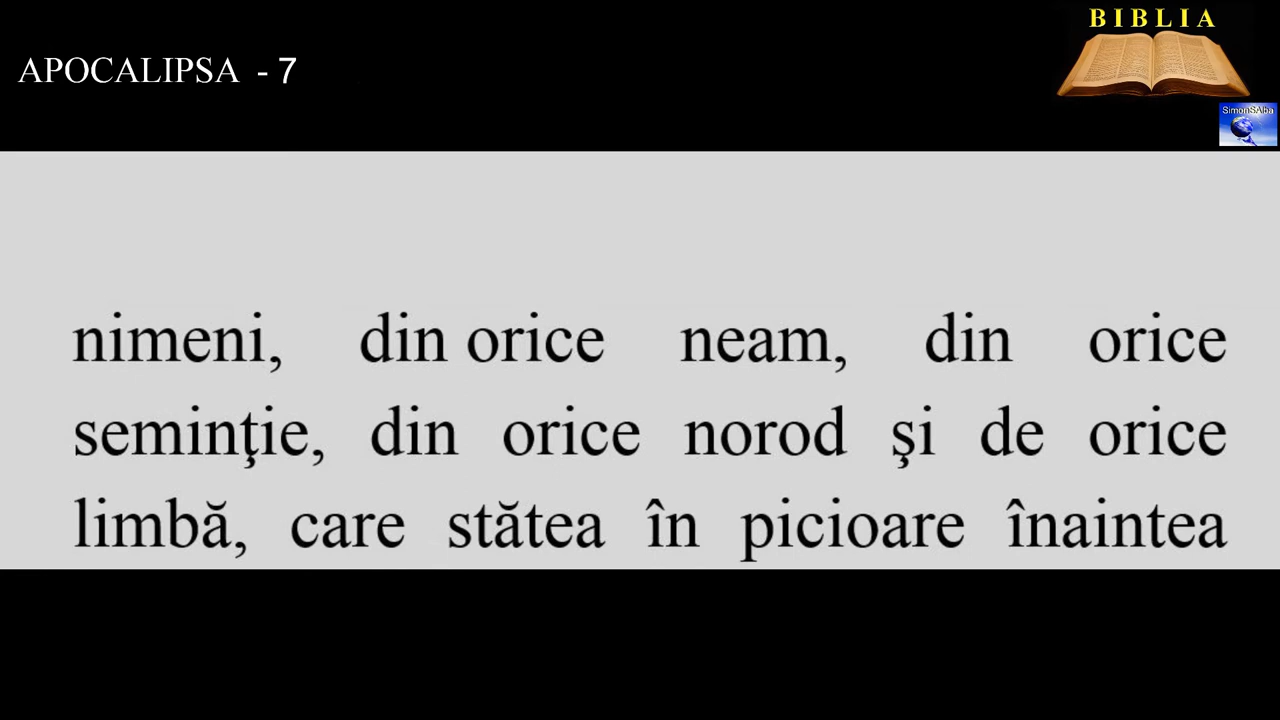 BIBLIA
APOCALIPSA - 7
SimonSAlba
nimeni, din orice neam, din orice
seminţie, din orice norod şi de orice
limbă, care stătea în picioare înaintea